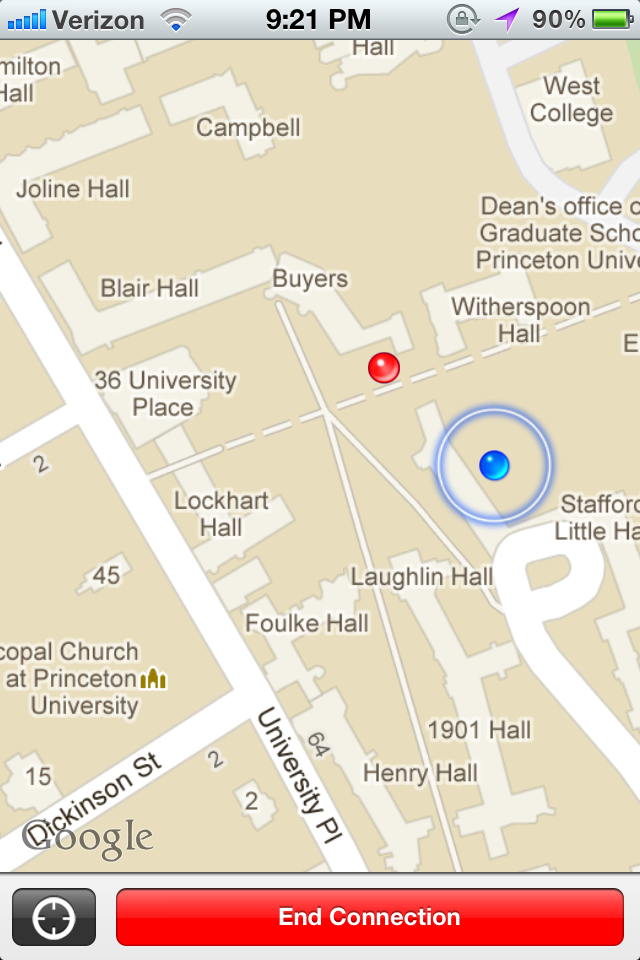 Verizon 9:21 PM 90%
Hall
milton
Hall
West
College
Campbell
Joline Hall
Dean's office o
Graduate Scho
Princeton Unive
Blair Hall
Buyers
Witherspoon
Hall
E
36 University
Place
2
Lockhart
Hall
Stafford
Little Ha
45
Laughlin Hall
Foulke Hall
copal Church
at Princeton
University
University Pl
64
1901 Hall
2
Henry Hall
15
Dickinson St
2
Google
End Connection